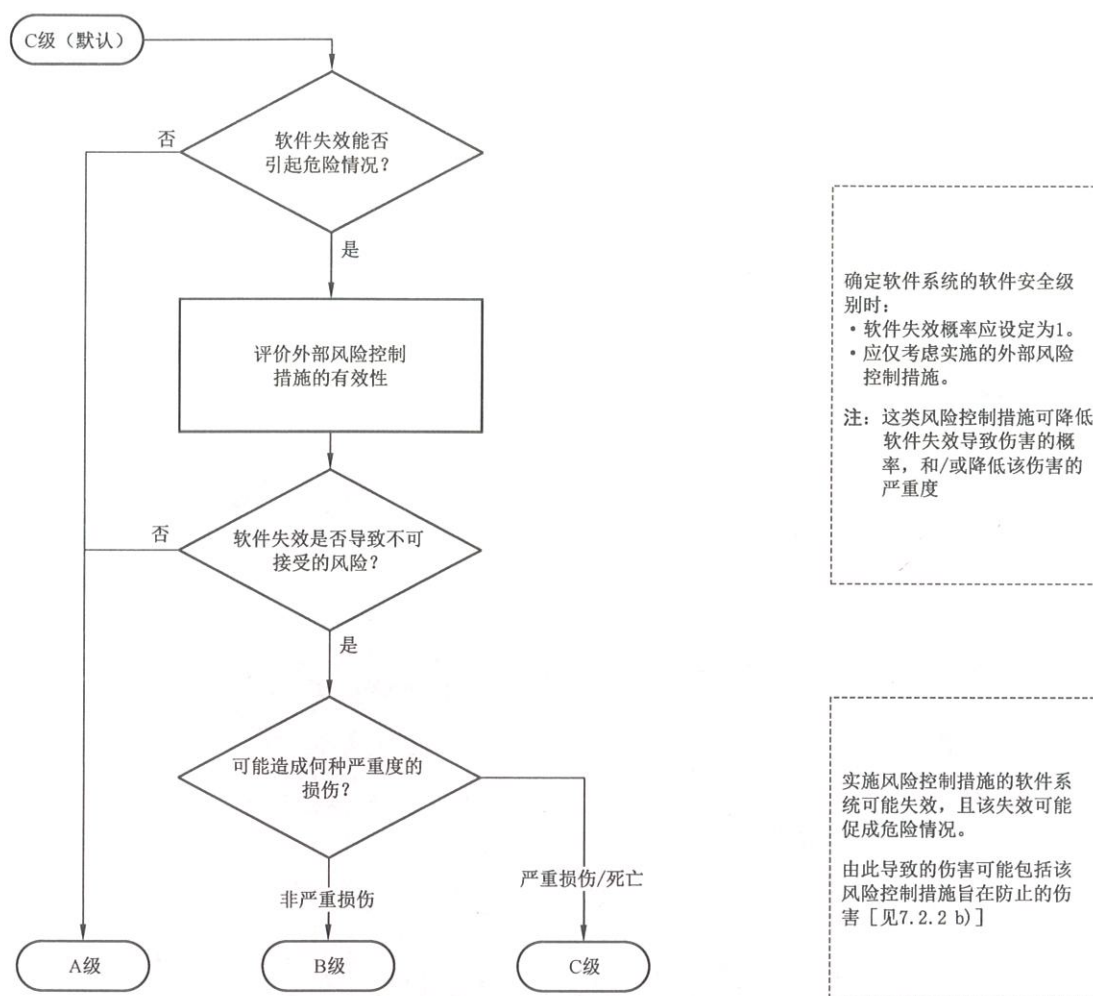 C级（默认）
软件失效能否
引起危险情况？
否
是
评价外部风险控制
措施的有效性
软件失效是否导致不可
接受的风险？
否
是
可能造成何种严重度的
损伤？
非严重损伤
严重损伤/死亡
A级
B级
C级
确定软件系统的软件安全级
别时：
• 软件失效概率应设定为1。
• 应仅考虑实施的外部风险
控制措施。
注：这类风险控制措施可降低
软件失效导致伤害的概
率，和/或降低该伤害的
严重度
实施风险控制措施的软件系
统可能失效，且该失效可能
促成危险情况。
由此导致的伤害可能包括该
风险控制措施旨在防止的伤
害［见7.2.2 b)］